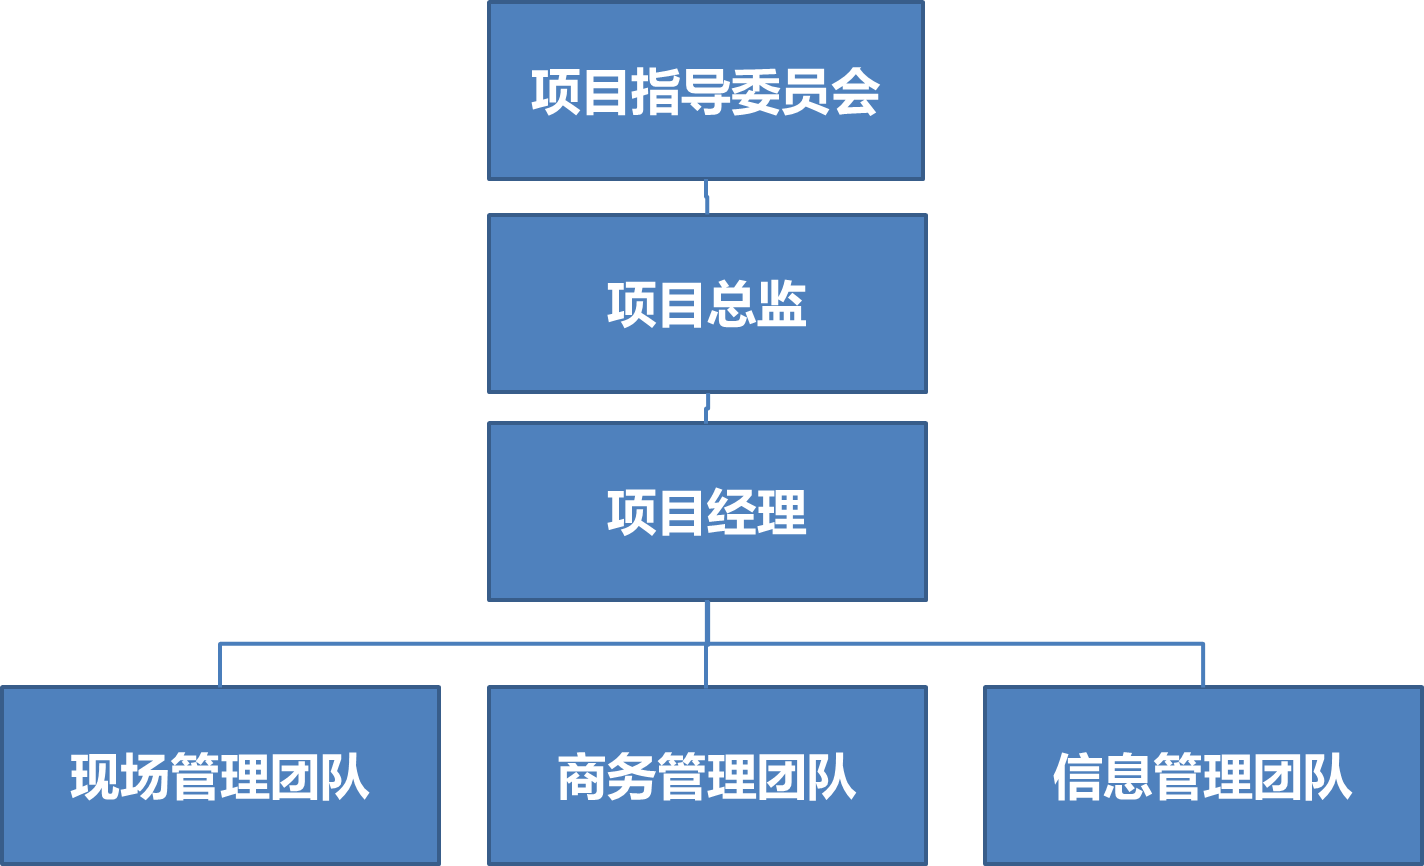 项目指导委员会
项目总监
项目经理
现场管理团队
商务管理团队
信息管理团队